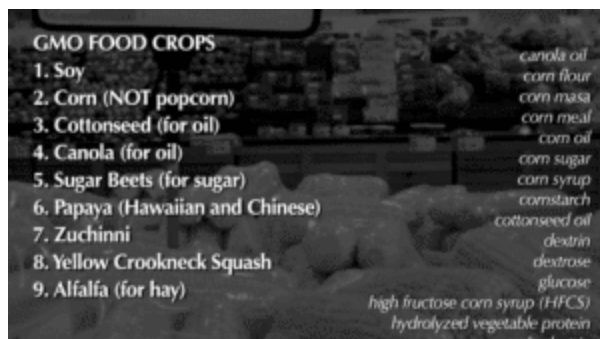 GMO FOOD CROPS
1. Soy
2. Corn (NOT popcorn)
3. Cottonseed (for oil)
4. Canola (for oil)
5. Sugar Beets (for sugar)
6. Papaya (Hawaiian and Chinese)
7. Zuchinni
8. Yellow Crookneck Squash
9. Alfalfa (for hay)
canola oil
corn flour
corn masa
corn meal
corn oil
corn sugar
corn syrup
cornstarch
cottonseed oil
dextrin
dextrose
glucose
high fructose corn syrup (HFCS)
hydrolyzed vegetable protein